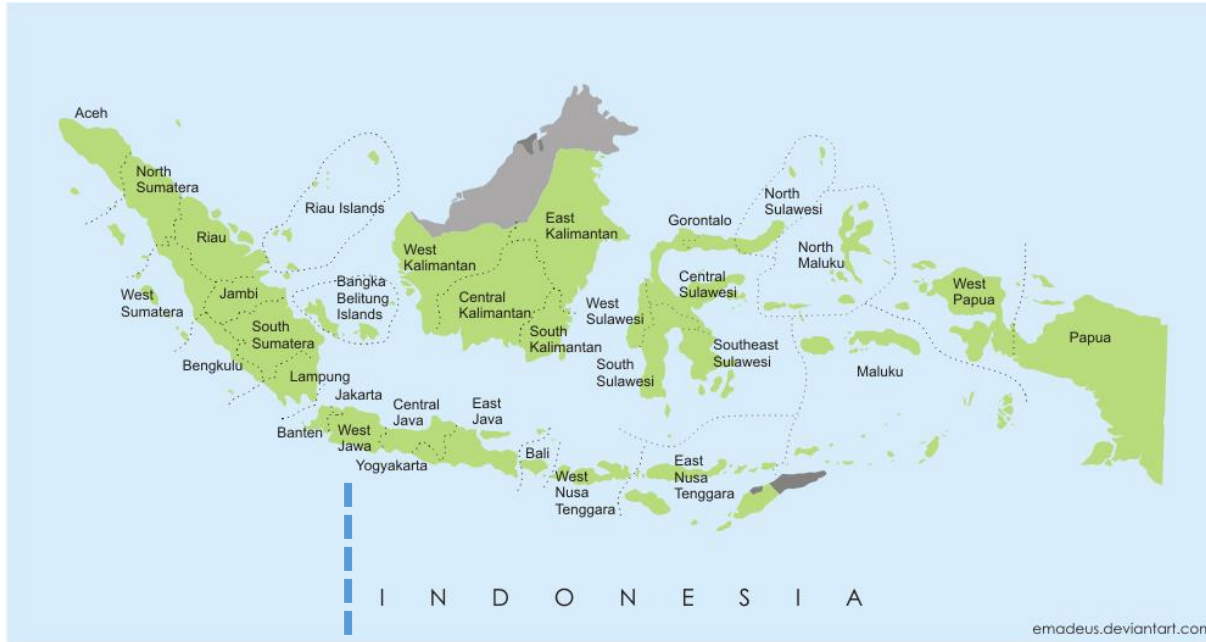 Aceh
North
Sumatera
Riau Islands
Riau
West
Sumatera
Jambi
Bangka
Belitung
Islands
South
Sumatera
Bengkulu
Lampung
Jakarta
Banten
West
Jawa
Central
Java
Yogyakarta
East
Java
Bali
West
Nusa
Tenggara
East
Nusa
Tenggara
West
Kalimantan
Central
Kalimantan
East
Kalimantan
South
Kalimantan
West
Sulawesi
South
Sulawesi
Gorontalo
Central
Sulawesi
North
Sulawesi
Southeast
Sulawesi
North
Maluku
Maluku
West
Papua
Papua
INDONESIA
emadeus.deviantart.com